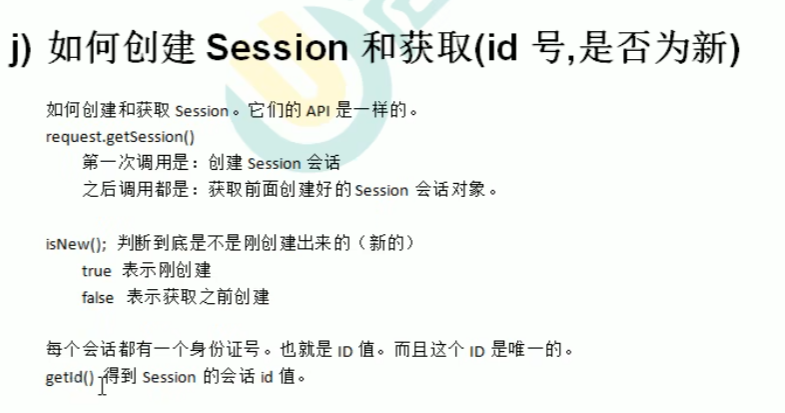 j) 如何创建 Session 和获取(id 号,是否为新)
如何创建和获取 Session。它们的 API 是一样的。
request.getSession()
第一次调用是：创建 Session 会话
之后调用都是：获取前面创建好的 Session 会话对象。
isNew(); 判断到底是不是刚创建出来的（新的）
true 表示刚创建
false 表示获取之前创建
每个会话都有一个身份证号。也就是 ID 值。而且这个 ID 是唯一的。
getId() 得到 Session 的会话 id 值。